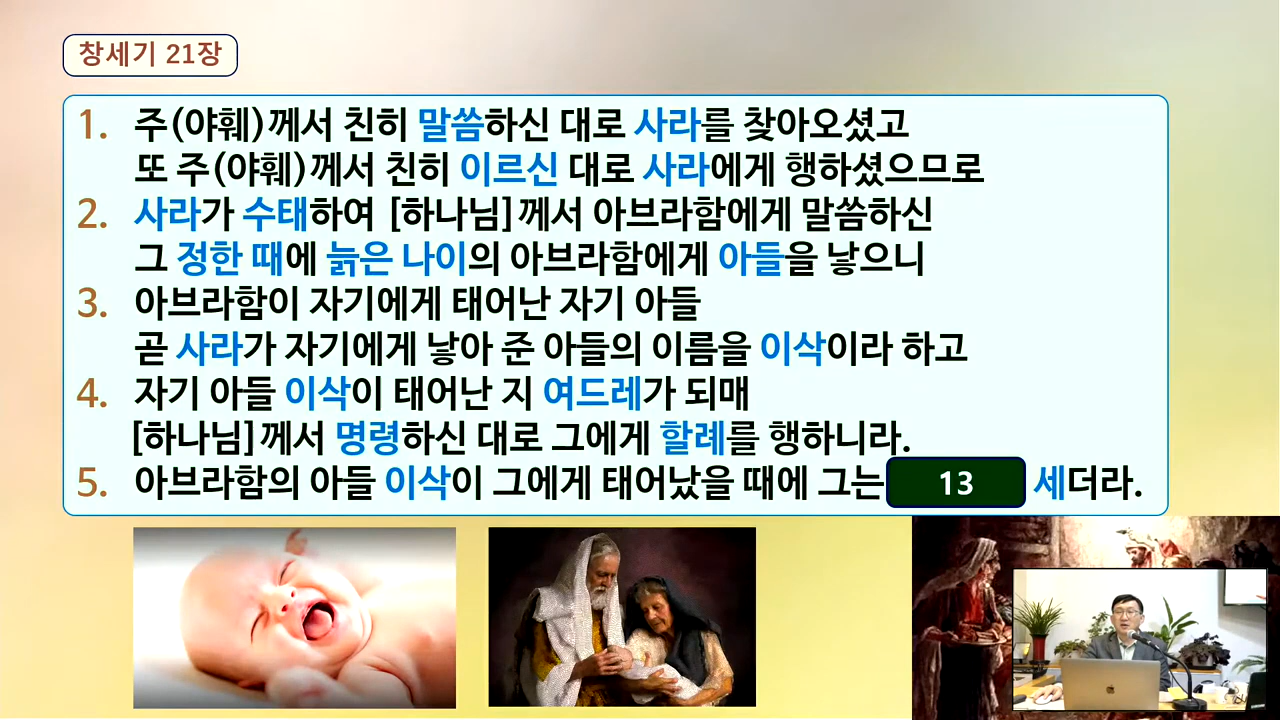 창세기 21장
1. 주(야훼)께서 친히 말씀하신 대로 사라를 찾아오셨고
또 주(야훼)께서 친히 이르신 대로 사라에게 행하셨으므로
2. 사라가 수태하여 [하나님]께서 아브라함에게 말씀하신
그 정한 때에 늙은 나이의 아브라함에게 아들을 낳으니
3. 아브라함이 자기에게 태어난 자기 아들
곧 사라가 자기에게 낳아 준 아들의 이름을 이삭이라 하고
4. 자기 아들 이삭이 태어난 지 여드레가 되매
[하나님]께서 명령하신 대로 그에게 할례를 행하니라.
5. 아브라함의 아들 이삭이 그에게 태어났을 때에 그는 13 세더라.